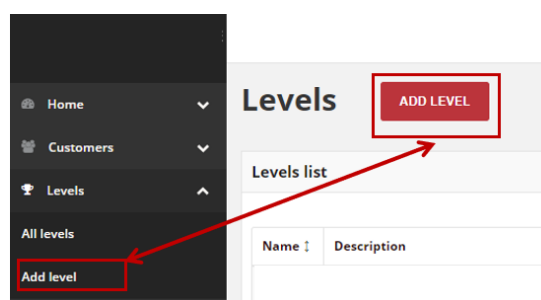 Home
Customers
Levels
All levels
Add level
Levels
ADD LEVEL
Levels list
Name Description